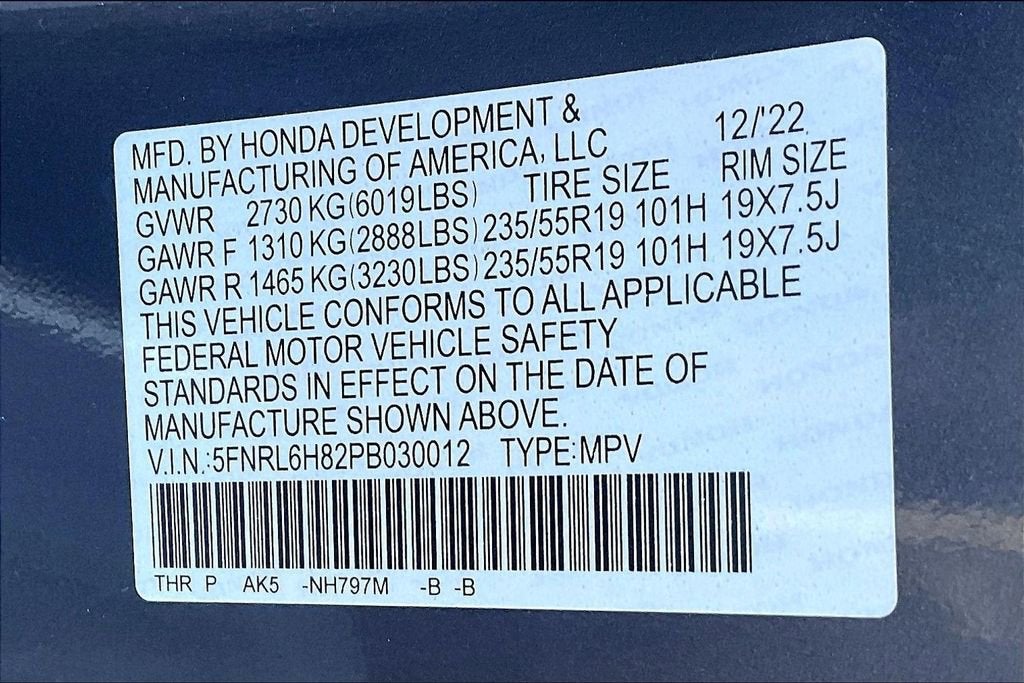 MFD. BY HONDA DEVELOPMENT &
MANUFACTURING OF AMERICA, LLC 12/'22
GVWR 2730 KG(6019LBS) TIRE SIZE RIM SIZE
GAWR F 1310 KG(2888LBS) 235/55R19 101H 19X7.5J
GAWR R 1465 KG(3230LBS) 235/55R19 101H 19X7.5J
THIS VEHICLE CONFORMS TO ALL APPLICABLE
FEDERAL MOTOR VEHICLE SAFETY
STANDARDS IN EFFECT ON THE DATE OF
MANUFACTURE SHOWN ABOVE.
V.I.N.:5FNRL6H82PB030012 TYPE:MPV
THR P AK5 -NH797M -B -B